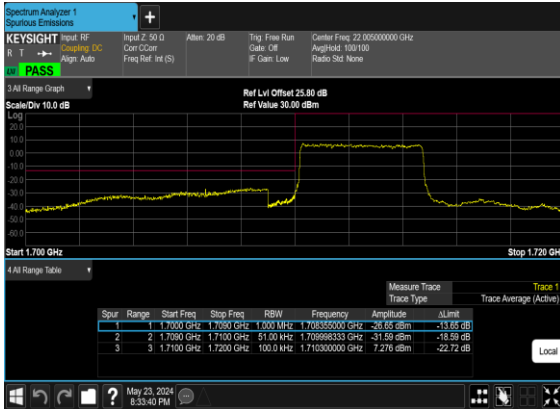 Spectrum Analyzer 1
Spurious Emissions
+
KEYSIGHT Input: RF Input Z: 50 Ω Atten: 20 dB Trig: Free Run Center Freq: 22.005000000 GHz
R T Coupling: DC Corr CCorr Gate: Off Avg|Hold: 100/100
Align: Auto Freq Ref: Int (S) IF Gain: Low Radio Std: None
PASS
3 All Range Graph
Ref Lvl Offset 25.80 dB
Scale/Div 10.0 dB Ref Value 30.00 dBm
Log
20.0
10.0
0.00
-10.0
-20.0
-30.0
-40.0
-50.0
-60.0
Start 1.700 GHz Stop 1.720 GH
4 All Range Table
Measure Trace Trace 1
Trace Type Trace Average (Active)
Spur Range Start Freq Stop Freq RBW Frequency Amplitude ΔLimit
1 1 1.7000 GHz 1.7090 GHz 1.000 MHz 1.708355000 GHz -26.65 dBm -13.65 dB
2 2 1.7090 GHz 1.7100 GHz 51.00 kHz 1.709998333 GHz -31.59 dBm -18.59 dB
3 3 1.7100 GHz 1.7200 GHz 100.0 kHz 1.710300000 GHz 7.276 dBm -22.72 dB
Local
? May 23, 2024
8:33:40 PM